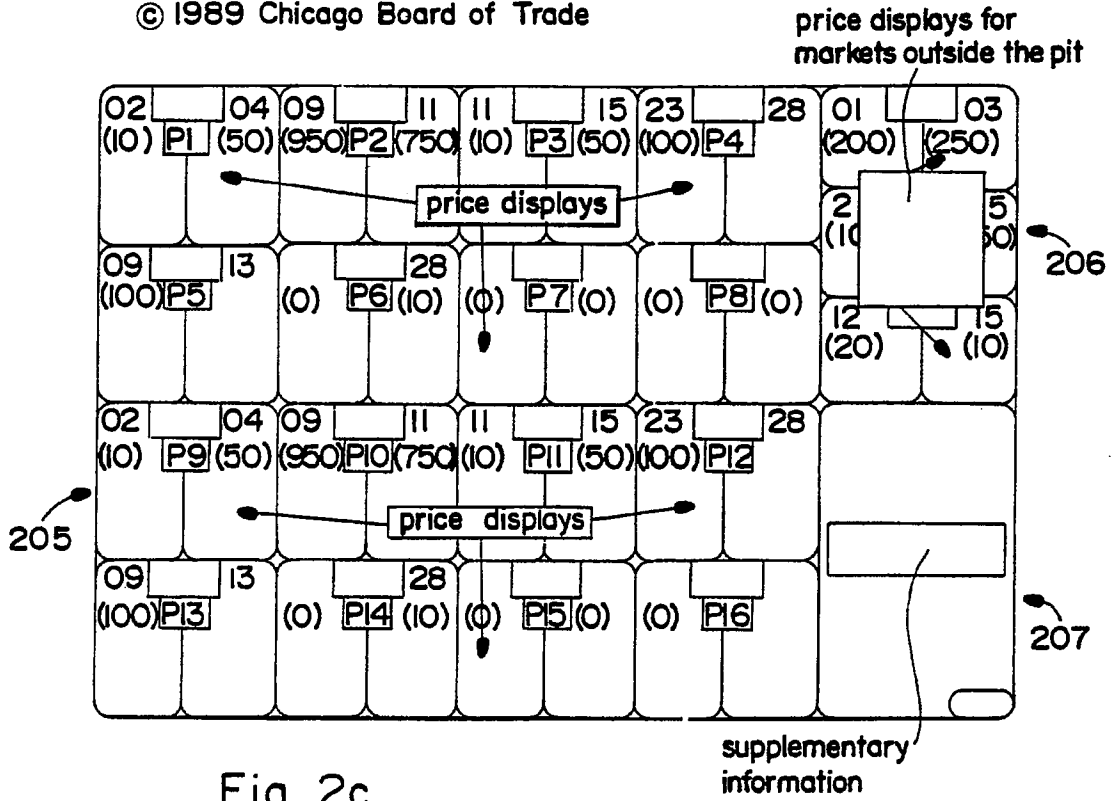 © 1989 Chicago Board of Trade
price displays for
markets outside the pit
02 04 09 11 11 15 23 28 01 03
(10) P1 (50) (950) P2 (750) (10) P3 (50) (100) P4 (200) (250)
price displays
2 5
(10 50)
206
09 13 28
(100) P5 (0) P6 (10) (0) P7 (0) (0) P8 (0)
12 15
(20) (10)
02 04 09 11 11 15 23 28
(10) P9 (50) (950) P10 (750) (10) P11 (50) (100) P12
price displays
205
09 13 28
(100) P13 (0) P14 (10) (0) P15 (0) (0) P16
207
supplementary
information
Fig. 2c